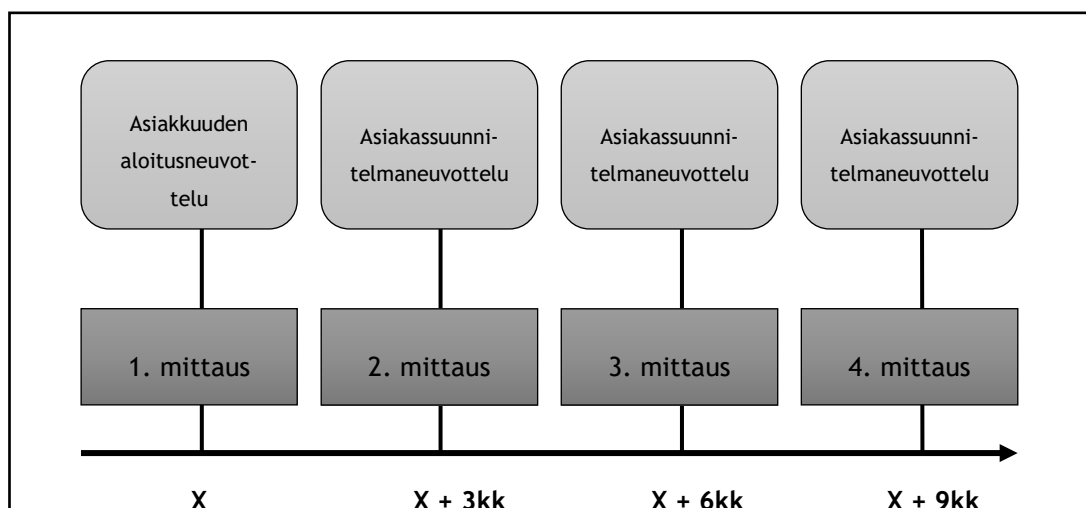 Asiakkuuden
aloitusneuvot-
telu
Asiakassuunni-
telmaneuvottelu
Asiakassuunni-
telmaneuvottelu
Asiakassuunni-
telmaneuvottelu
1. mittaus
2. mittaus
3. mittaus
4. mittaus
X
X + 3kk
X + 6kk
X + 9kk